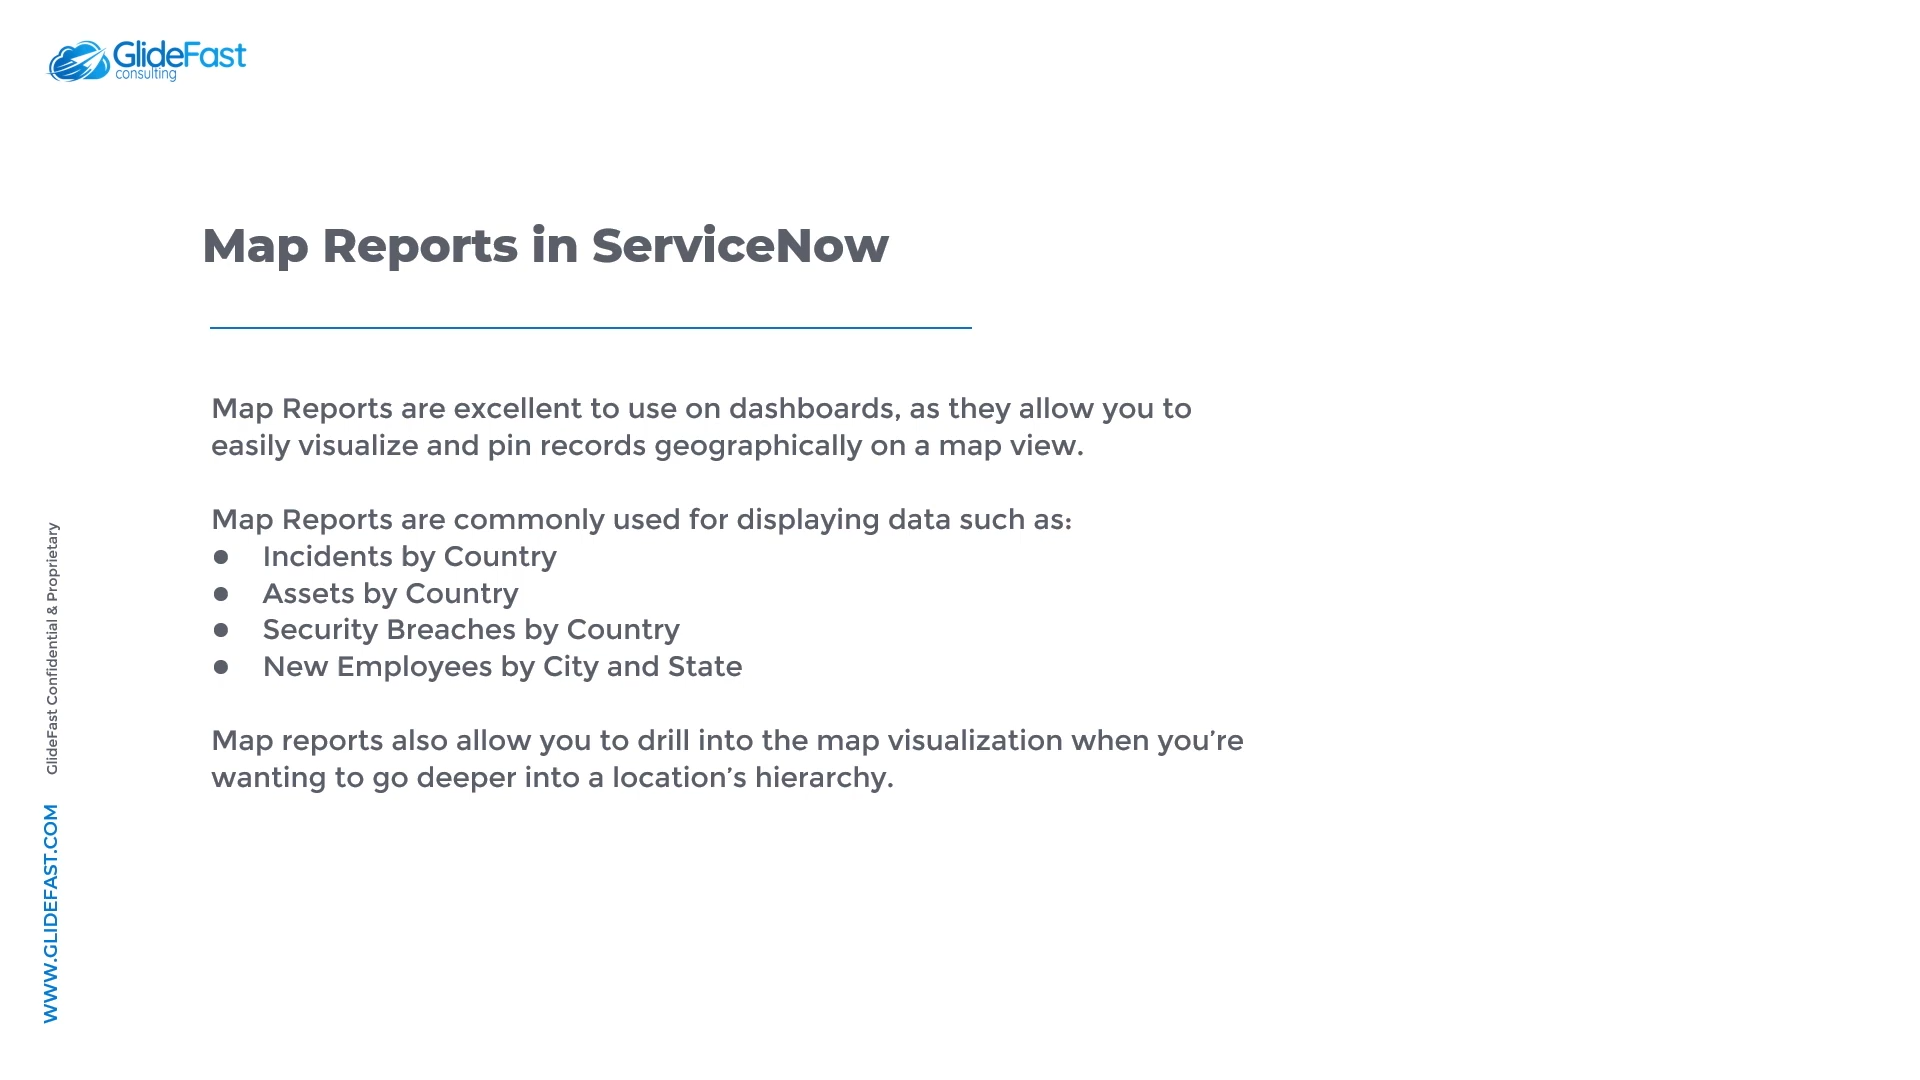 GlideFast
consulting
Map Reports in ServiceNow
Map Reports are excellent to use on dashboards, as they allow you to
easily visualize and pin records geographically on a map view.
Map Reports are commonly used for displaying data such as:
● Incidents by Country
● Assets by Country
● Security Breaches by Country
● New Employees by City and State
Map reports also allow you to drill into the map visualization when you’re
wanting to go deeper into a location’s hierarchy.
WWW.GLIDEFAST.COM GlideFast Confidential & Proprietary